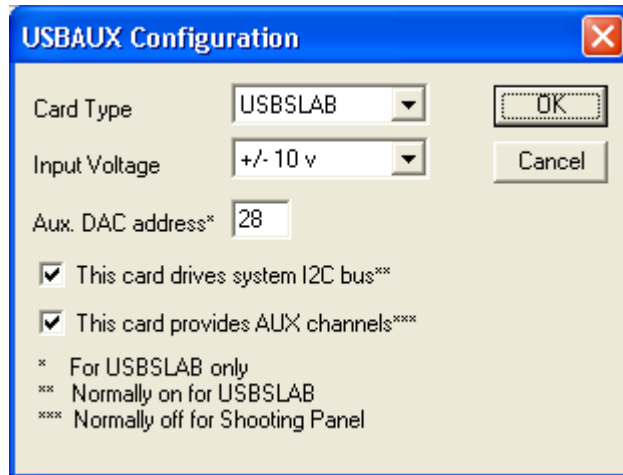 USBAUX Configuration
Card Type USBSLAB OK
Input Voltage +/- 10 v Cancel
Aux. DAC address* 28
This card drives system I2C bus**
This card provides AUX channels***
* For USBSLAB only
** Normally on for USBSLAB
*** Normally off for Shooting Panel